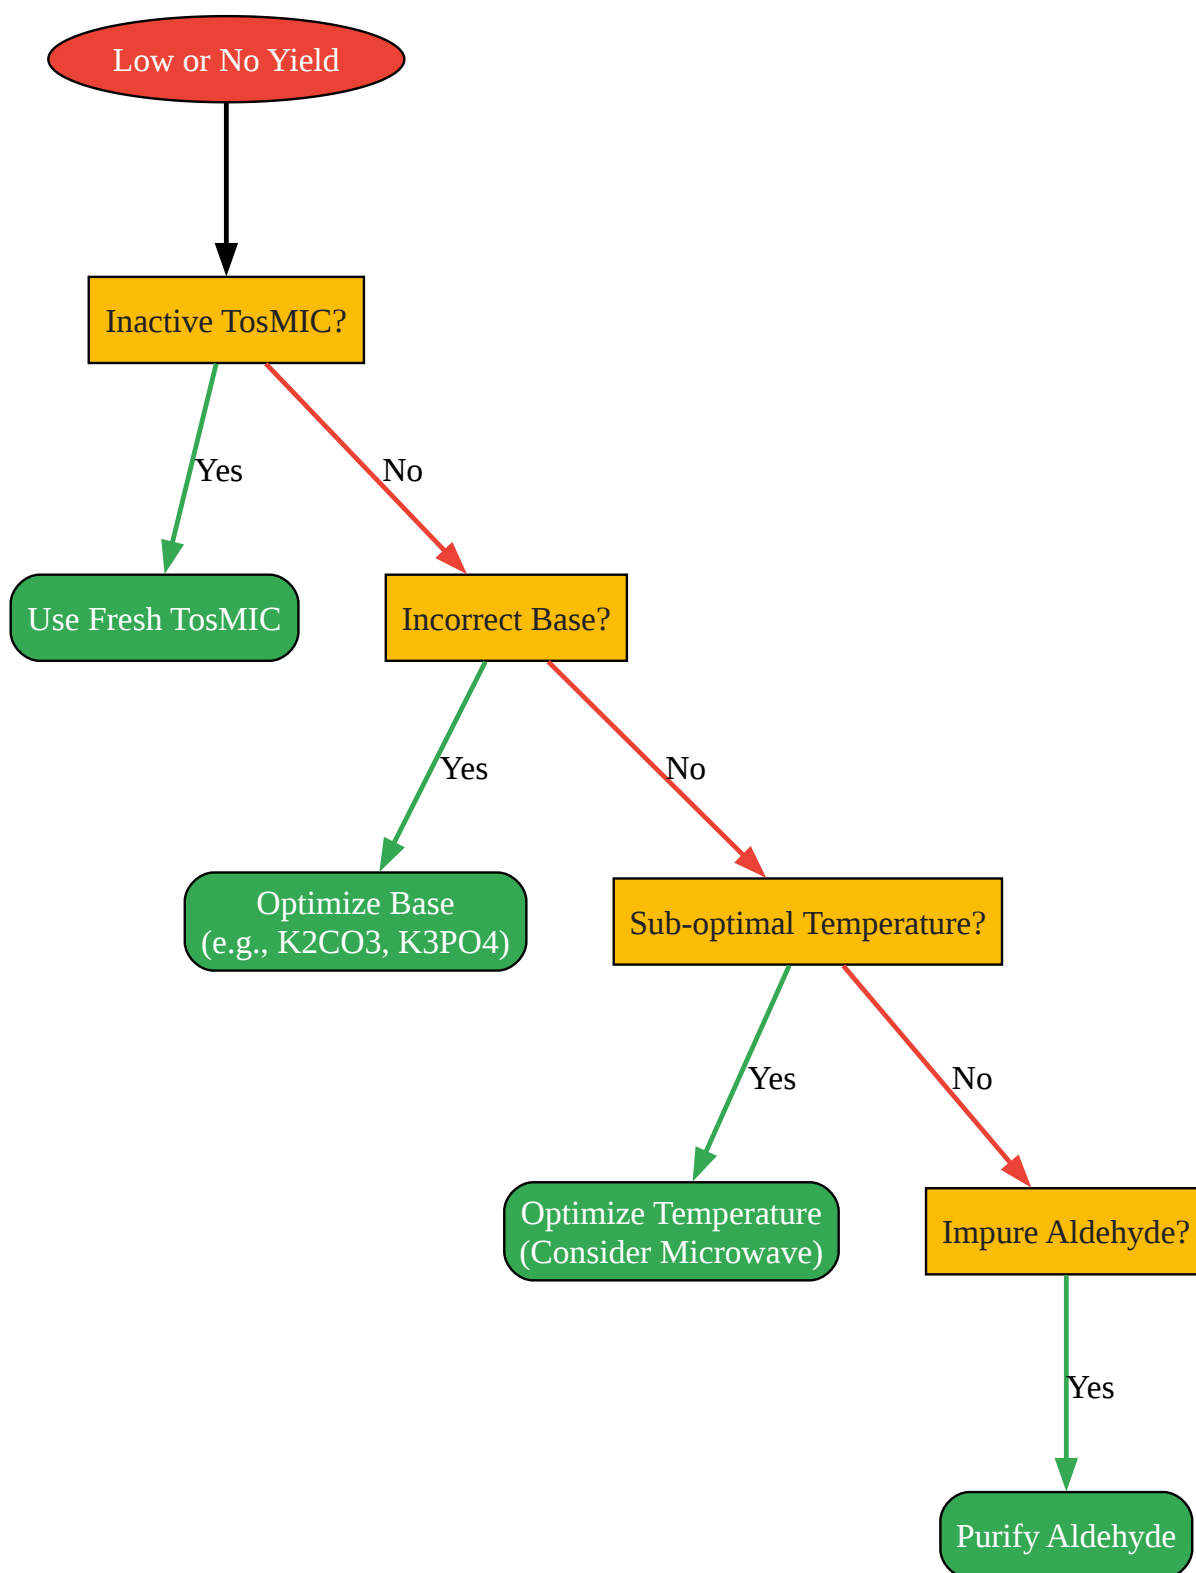 Low or No Yield
Inactive TosMIC?
Yes
No
Use Fresh TosMIC
Incorrect Base?
Yes
No
Optimize Base
(e.g., K2CO3, K3PO4)
Sub-optimal Temperature?
Yes
No
Optimize Temperature
(Consider Microwave)
Impure Aldehyde?
Yes
Purify Aldehyde